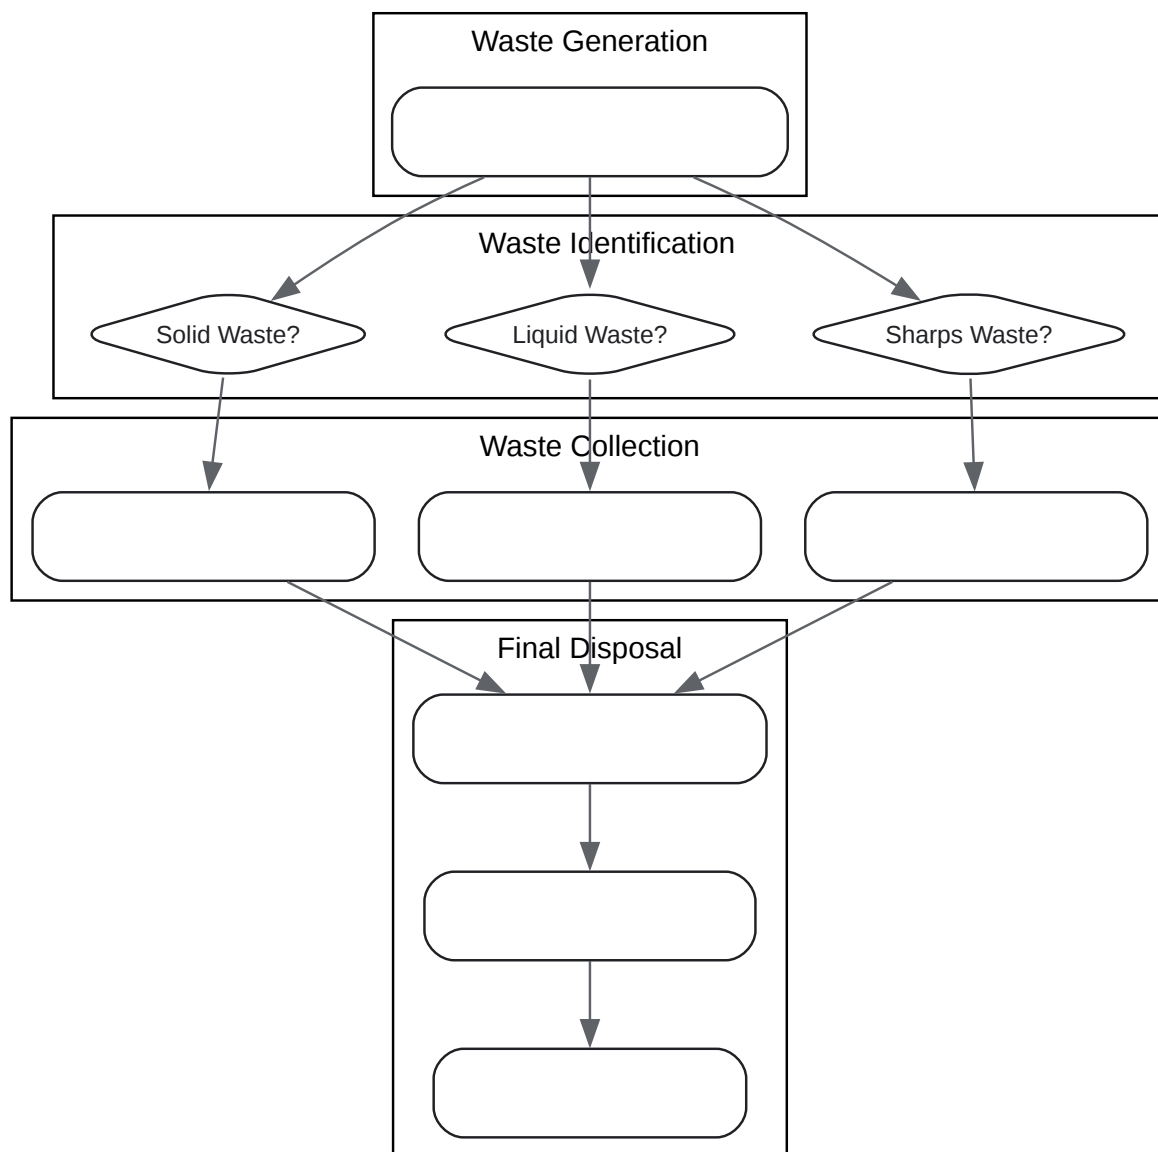 Waste Generation
Waste Identification
Solid Waste?
Liquid Waste?
Sharps Waste?
Waste Collection
Final Disposal